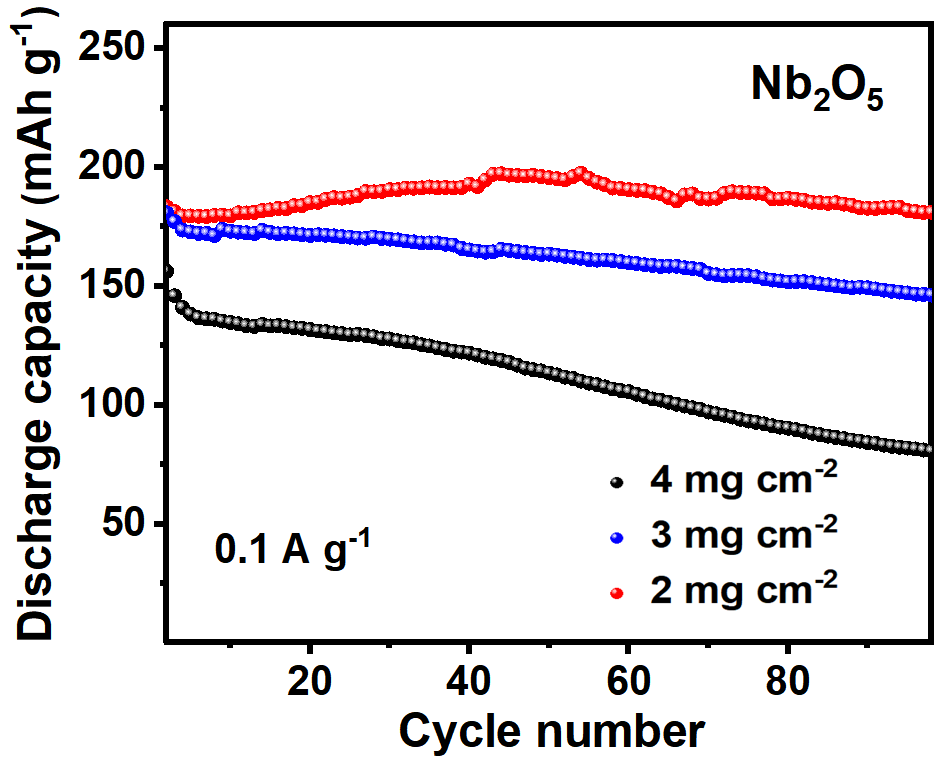 Discharge capacity (mAh g⁻¹)
250
200
150
100
50
Nb₂O₅
0.1 A g⁻¹
4 mg cm⁻²
3 mg cm⁻²
2 mg cm⁻²
20 40 60 80
Cycle number